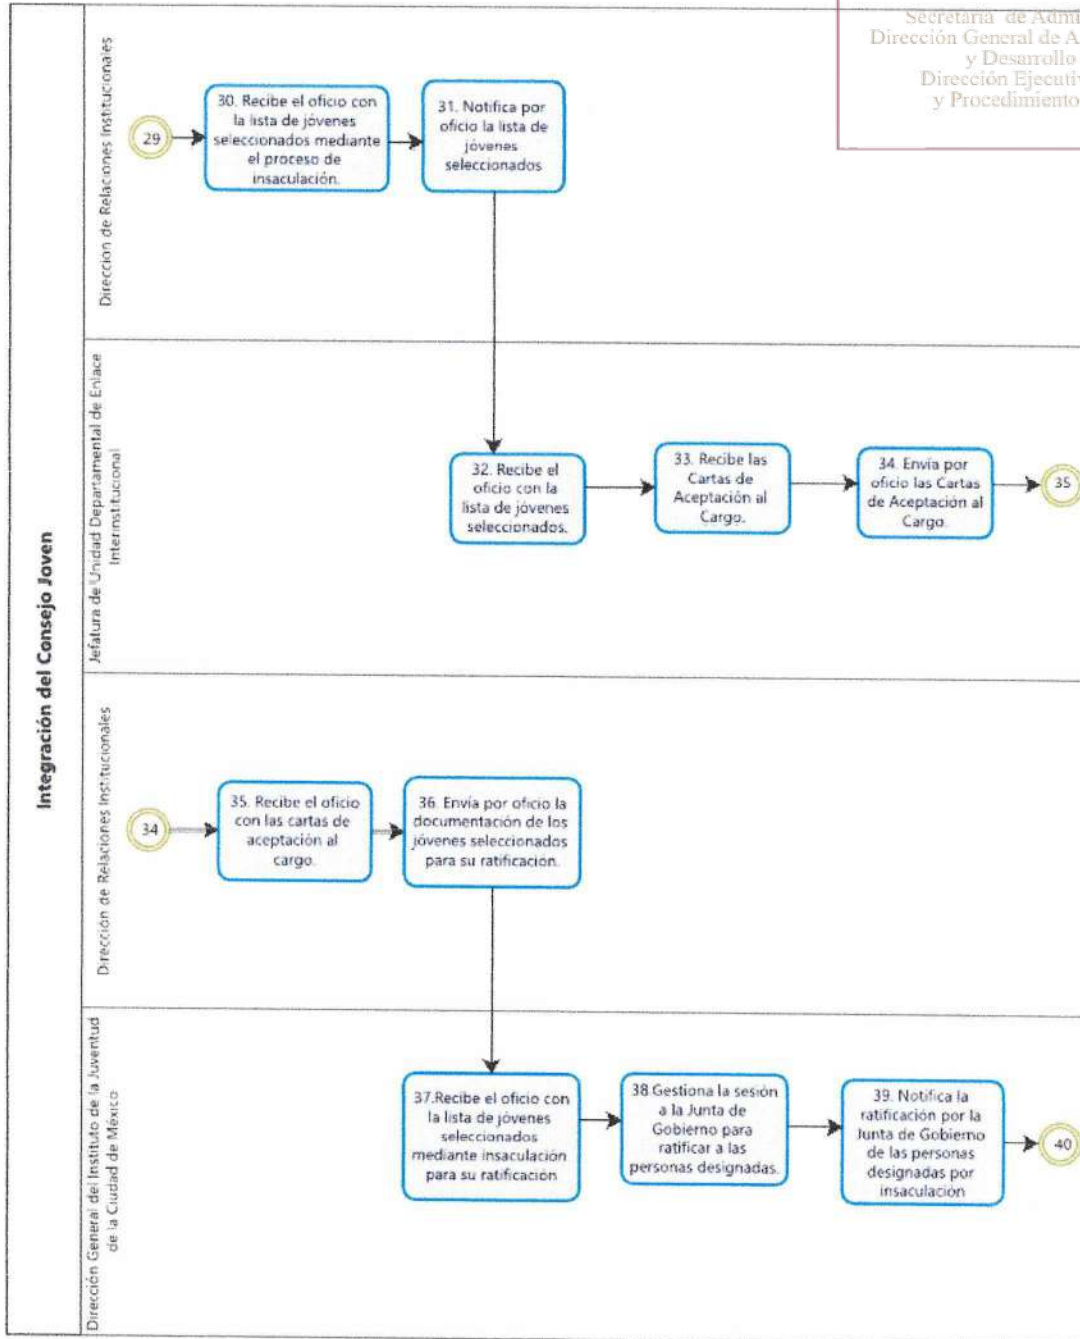 Secretaría de Admi
Dirección General de A
y Desarrollo
Dirección Ejecuti
y Procedimiento
Integración del Consejo Joven
Direccion de Relaciones Institucionales
29
30. Recibe el oficio con
la lista de jóvenes
seleccionados mediante
el proceso de
insaculación.
31. Notifica por
oficio la lista de
jóvenes
seleccionados
Jefatura de Unidad Departamental de Enlace
Interinstitucional
32. Recibe el
oficio con la
lista de jóvenes
seleccionados.
33. Recibe las
Cartas de
Aceptación al
Cargo.
34. Envía por
oficio las Cartas
de Aceptación al
Cargo.
35
Dirección de Relaciones Institucionales
34
35. Recibe el oficio
con las cartas de
aceptación al
cargo.
36. Envía por oficio la
documentación de los
jóvenes seleccionados
para su ratificación.
Dirección General del Instituto de la Juventud
de la Ciudad de México
37.Recibe el oficio con
la lista de jóvenes
seleccionados
mediante insaculación
para su ratificación
38 Gestiona la sesión
a la Junta de
Gobierno para
ratificar a las
personas designadas.
39. Notifica la
ratificación por la
Junta de Gobierno
de las personas
designadas por
insaculación
40